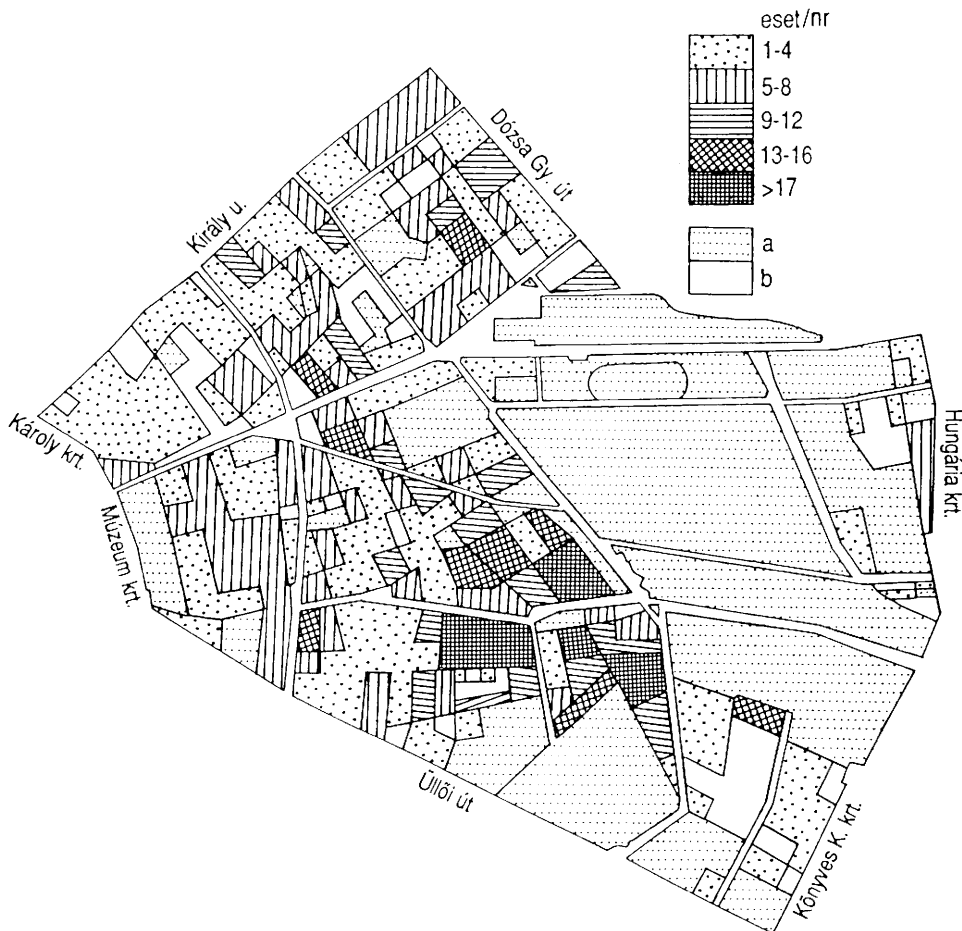 eset/nr
1-4
5-8
9-12
13-16
>17
a
b
Dózsa Gy. út
Király u.
Károly krt.
Múzeum krt.
Hungária krt.
Üllői út
Könyves K. krt.